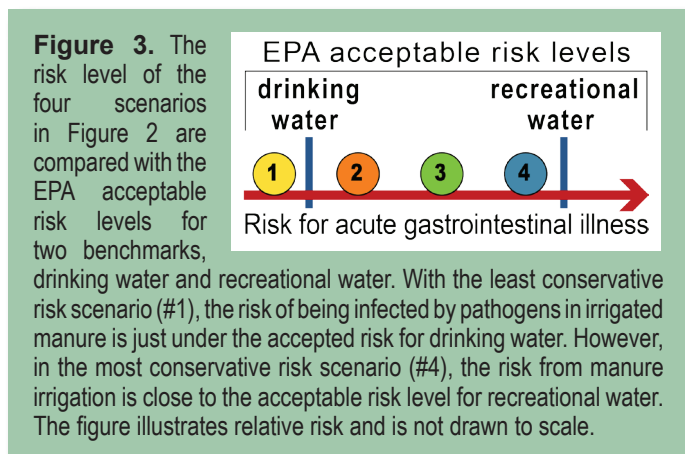 Figure 3. The
risk level of the
four scenarios
in Figure 2 are
compared with the
EPA acceptable
risk levels for
two benchmarks,
EPA acceptable risk levels
drinking water
recreational water
1 2 3 4
Risk for acute gastrointestinal illness
drinking water and recreational water. With the least conservative
risk scenario (#1), the risk of being infected by pathogens in irrigated
manure is just under the accepted risk for drinking water. However,
in the most conservative risk scenario (#4), the risk from manure
irrigation is close to the acceptable risk level for recreational water.
The figure illustrates relative risk and is not drawn to scale.